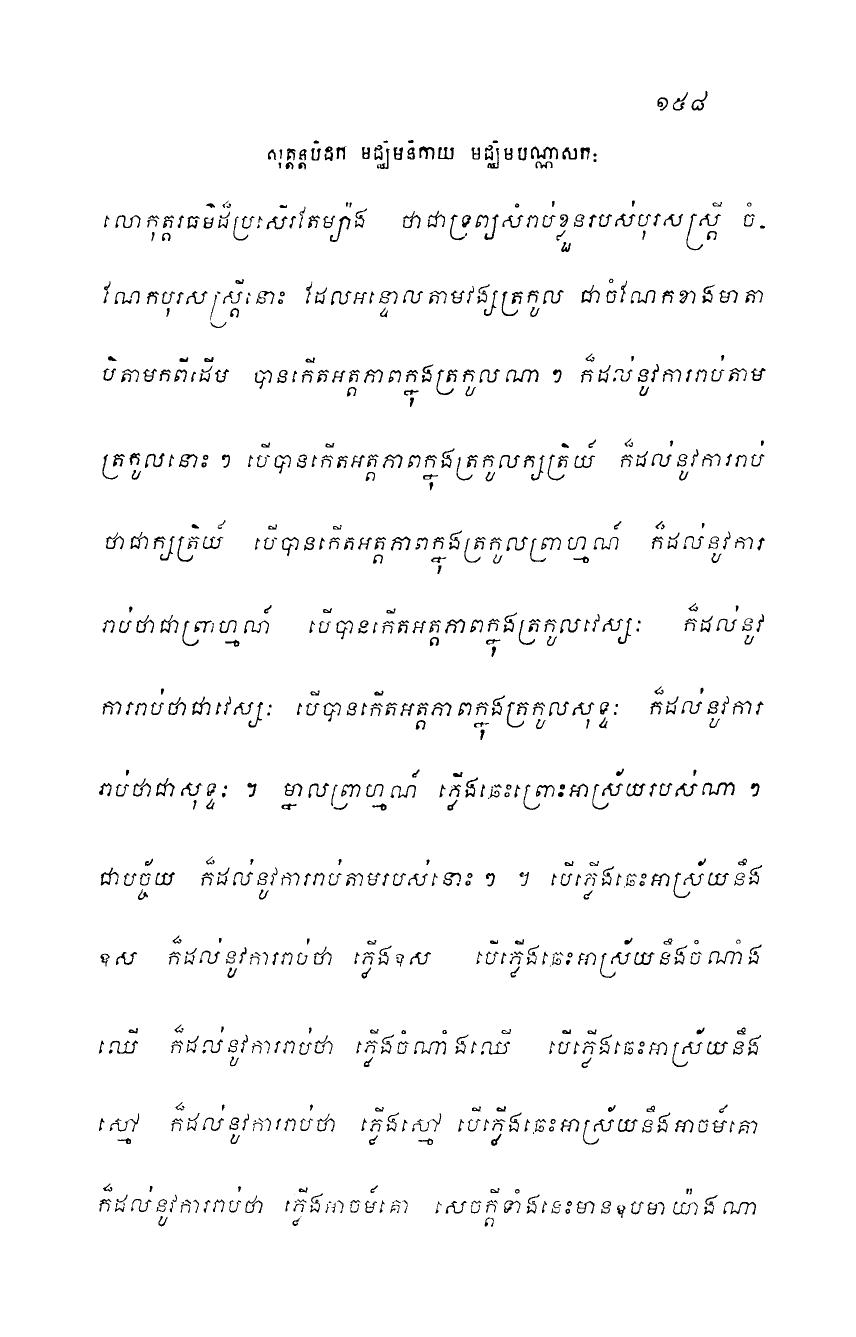 ១៥៨
សុត្តន្តបិដក មជ្ឈិមនិកាយ មជ្ឈិមបណ្ណាសកៈ
លោកុត្តរធម៌ដ៏ប្រសើរតែម្យ៉ាង ថាជាទ្រព្យសំរាប់ខ្លួនរបស់បុរសស្ត្រី ចំ-
ណែកបុរសស្ត្រីនោះ ដែលអន្ទោលតាមវង្សត្រកូល ជាចំណែកខាងមាតា
បិតាមកពីដើម បានកើតអត្តភាពក្នុងត្រកូលណា ៗ ក៏ដល់នូវការរាប់តាម
ត្រកូលនោះ ៗ បើបានកើតអត្តភាពក្នុងត្រកូលក្សត្រិយ៍ ក៏ដល់នូវការរាប់
ថាជាក្សត្រិយ៍ បើបានកើតអត្តភាពក្នុងត្រកូលព្រាហ្មណ៍ ក៏ដល់នូវការ
រាប់ថាជាព្រាហ្មណ៍ បើបានកើតអត្តភាពក្នុងត្រកូលវេស្សៈ ក៏ដល់នូវ
ការរាប់ថាជាវេស្សៈ បើបានកើតអត្តភាពក្នុងត្រកូលសុទ្ទៈ ក៏ដល់នូវការ
រាប់ថាជាសុទ្ទៈ ។ ម្នាលព្រាហ្មណ៍ ភ្លើងឆេះព្រោះអាស្រ័យរបស់ណា ៗ
ជាបច្ច័យ ក៏ដល់នូវការរាប់តាមរបស់នោះ ៗ ។ បើភ្លើងឆេះអាស្រ័យនឹង
ឧស ក៏ដល់នូវការរាប់ថា ភ្លើងឧស បើភ្លើងឆេះអាស្រ័យនឹងចំណាំង
ឈើ ក៏ដល់នូវការរាប់ថា ភ្លើងចំណាំងឈើ បើភ្លើងឆេះអាស្រ័យនឹង
ស្មៅ ក៏ដល់នូវការរាប់ថា ភ្លើងស្មៅ បើភ្លើងឆេះអាស្រ័យនឹងអាចម៍គោ
ក៏ដល់នូវការរាប់ថា ភ្លើងអាចម៍គោ សេចក្តីទាំងនេះមានឧបមាយ៉ាងណា